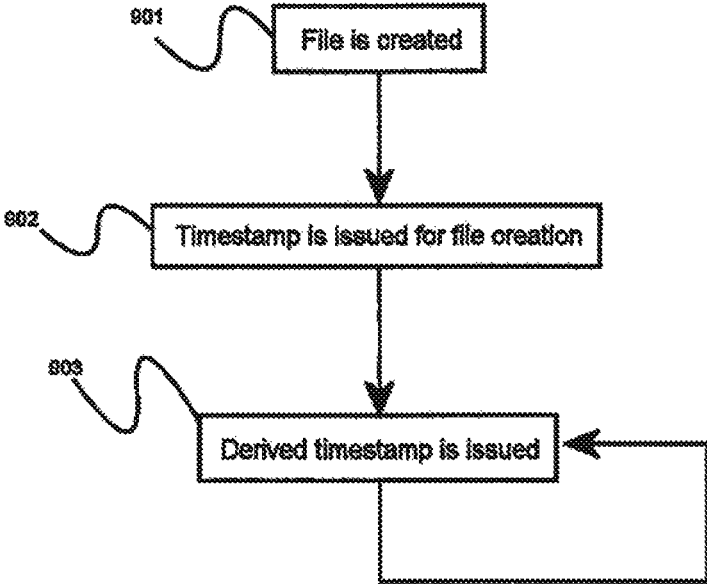 901
File is created
902
Timestamp is issued for file creation
903
Derived timestamp is issued